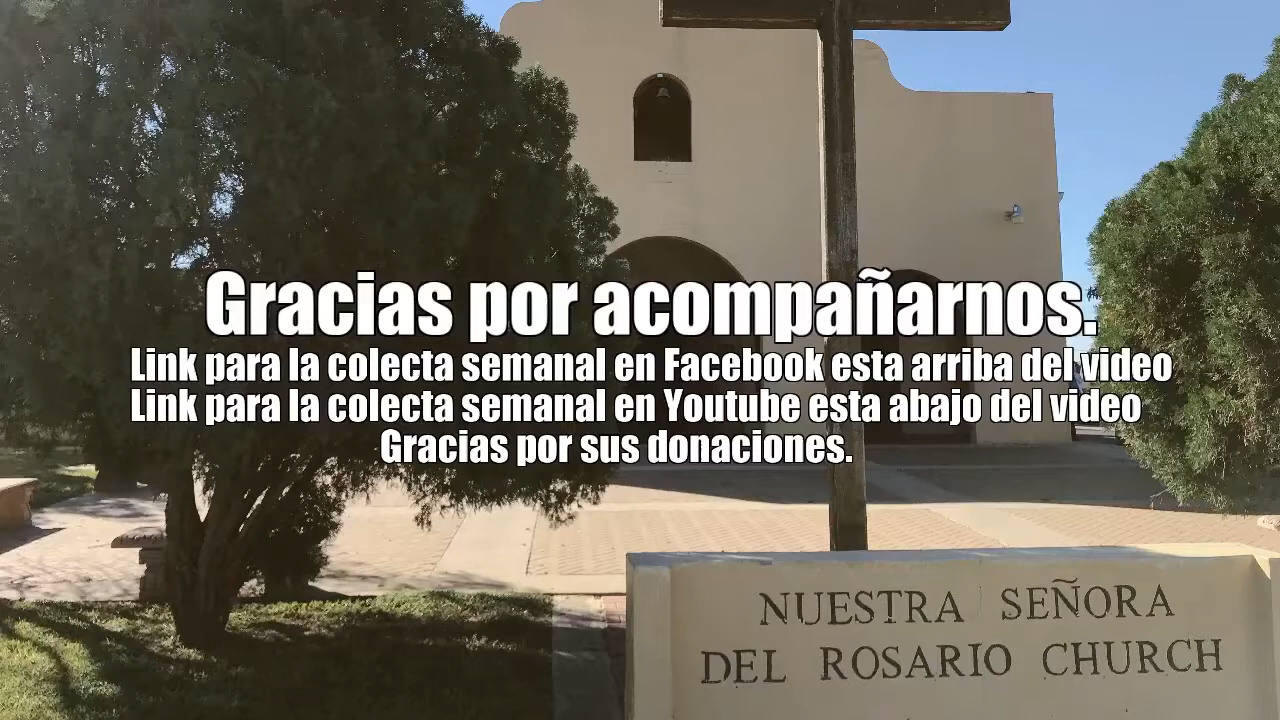 Gracias por acompañarnos.
Link para la colecta semanal en Facebook esta arriba del video
Link para la colecta semanal en Youtube esta abajo del video
Gracias por sus donaciones.
NUESTRA SEÑORA
DEL ROSARIO CHURCH